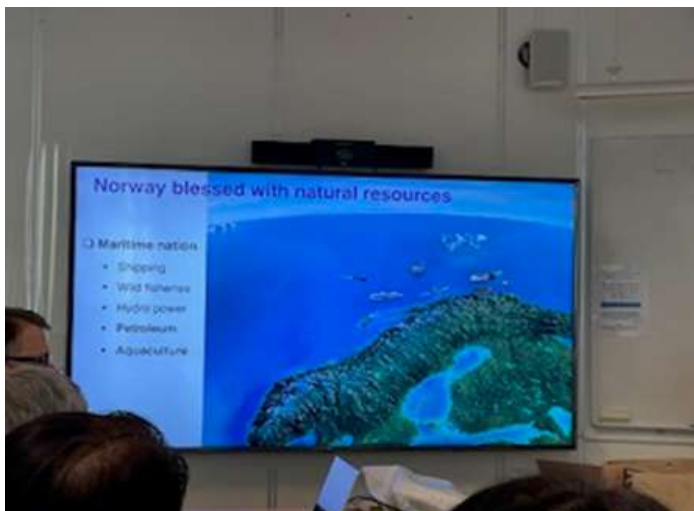 Norway blessed with natural resources
Maritime nation
Shipping
Wild fisheries
Hydro power
Petroleum
Aquaculture